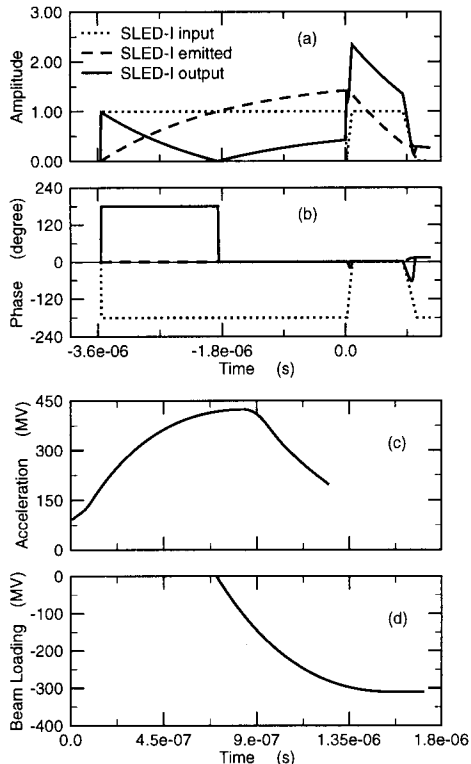 SLED-I input
SLED-I emitted
SLED-I output
(a)
Amplitude
3.00
2.00
1.00
0.00
(b)
Phase (degree)
240
120
0
-120
-240
-3.6e-06 -1.8e-06 0.0
Time (s)
(c)
Acceleration (MV)
450
300
150
0
(d)
Beam Loading (MV)
0
-100
-200
-300
-400
0.0 4.5e-07 9.0e-07 1.35e-06 1.8e-06
Time (s)